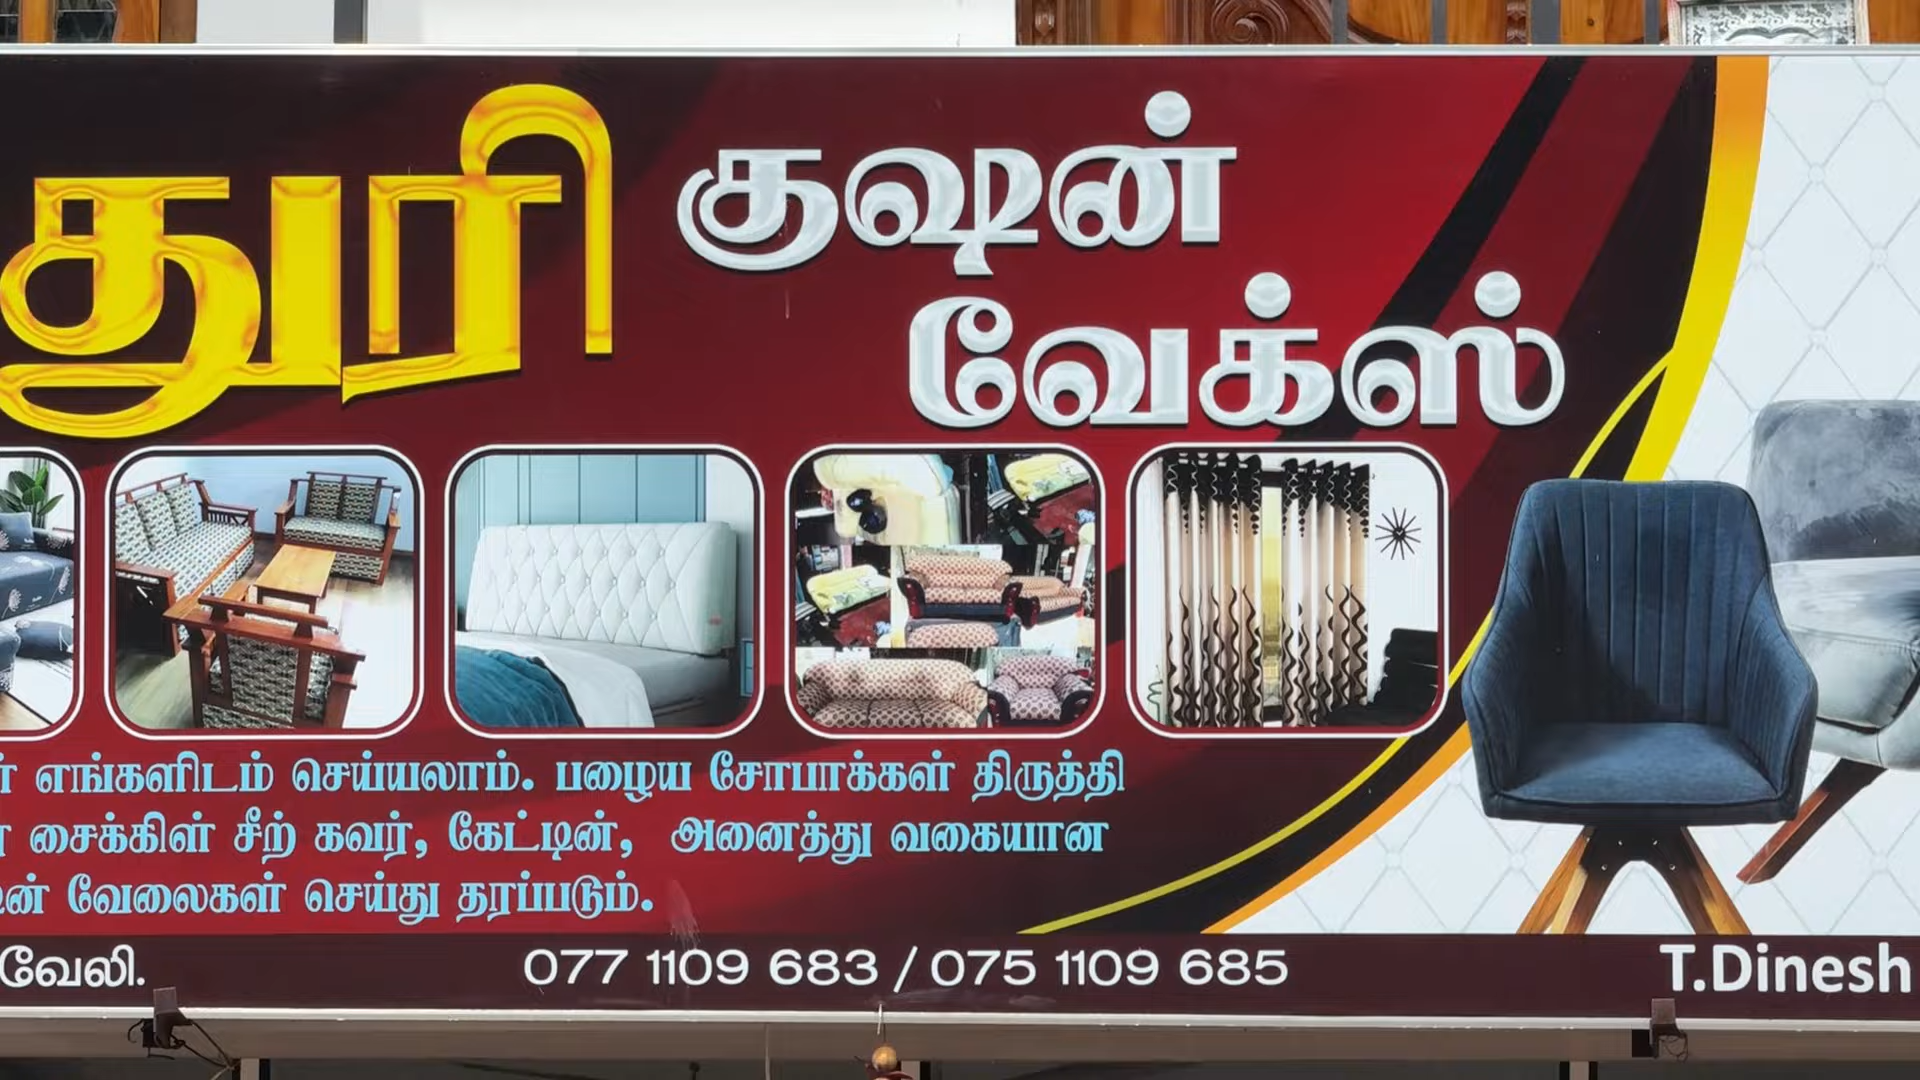 துரி குஷன்
வேக்ஸ்
எங்களிடம் செய்யலாம். பழைய சோபாக்கள் திருத்தி
சைக்கிள் சீற் கவர், கேட்டின், அனைத்து வகையான
வேலைகள் செய்து தரப்படும்.
வேலி.
077 1109 683 / 075 1109 685
T.Dinesh